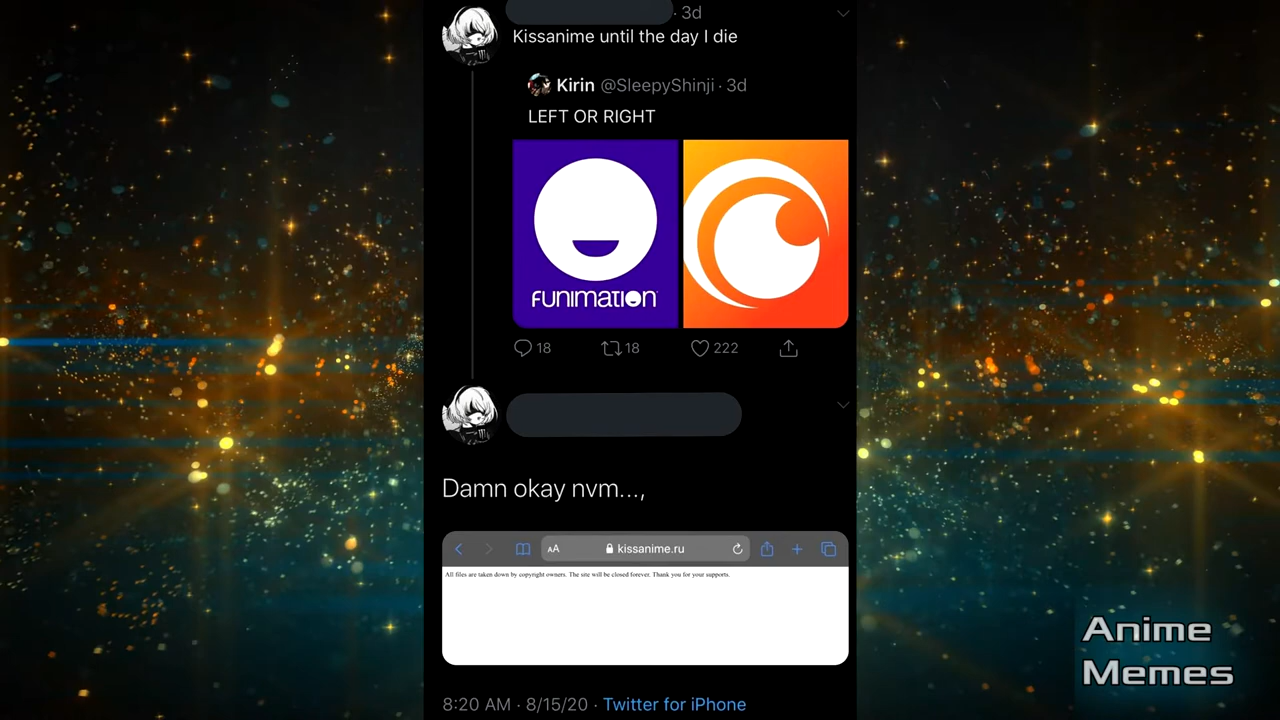 · 3d
Kissanime until the day I die
Kirin @SleepyShinji · 3d
LEFT OR RIGHT
FUNIMATION
18 18 222
Damn okay nvm...,
AA kissanime.ru
All files are taken down by copyright owners. The site will be closed forever. Thank you for your supports.
8:20 AM · 8/15/20 · Twitter for iPhone
Anime
Memes